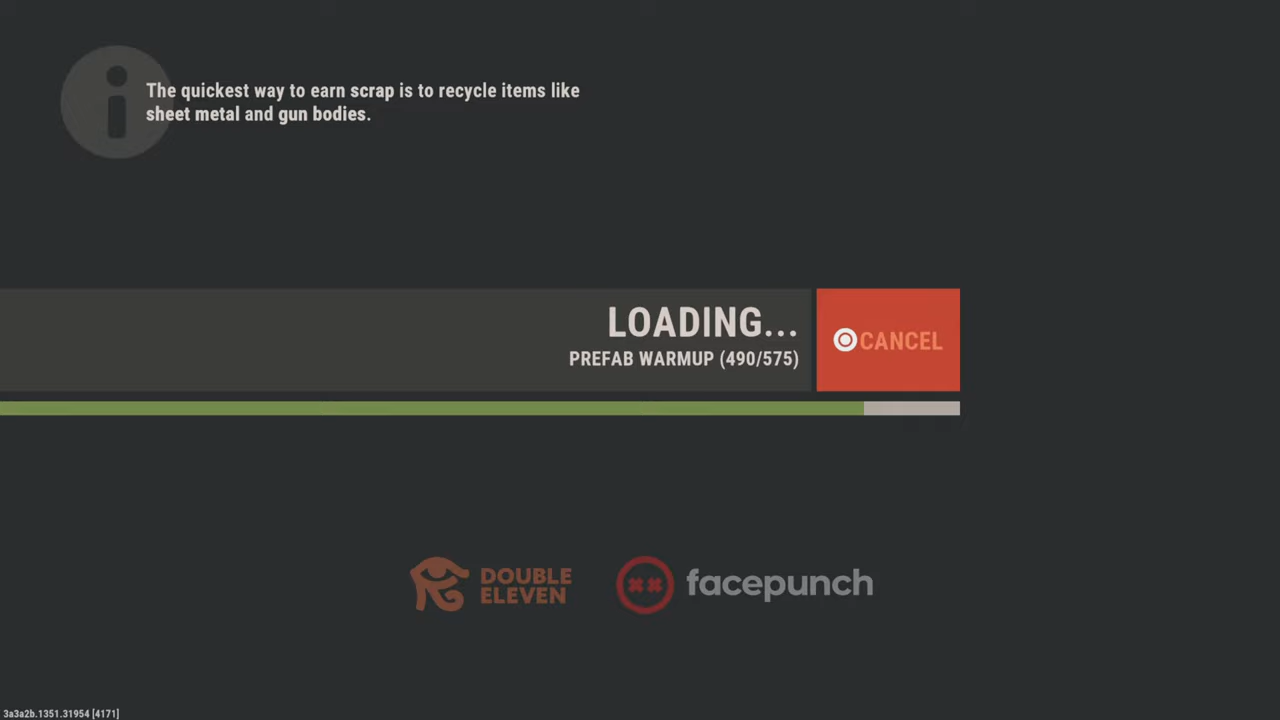 The quickest way to earn scrap is to recycle items like
sheet metal and gun bodies.
LOADING...
PREFAB WARMUP (490/575)
CANCEL
DOUBLE
ELEVEN
facepunch
3a3a2b.1351.31954 [4171]